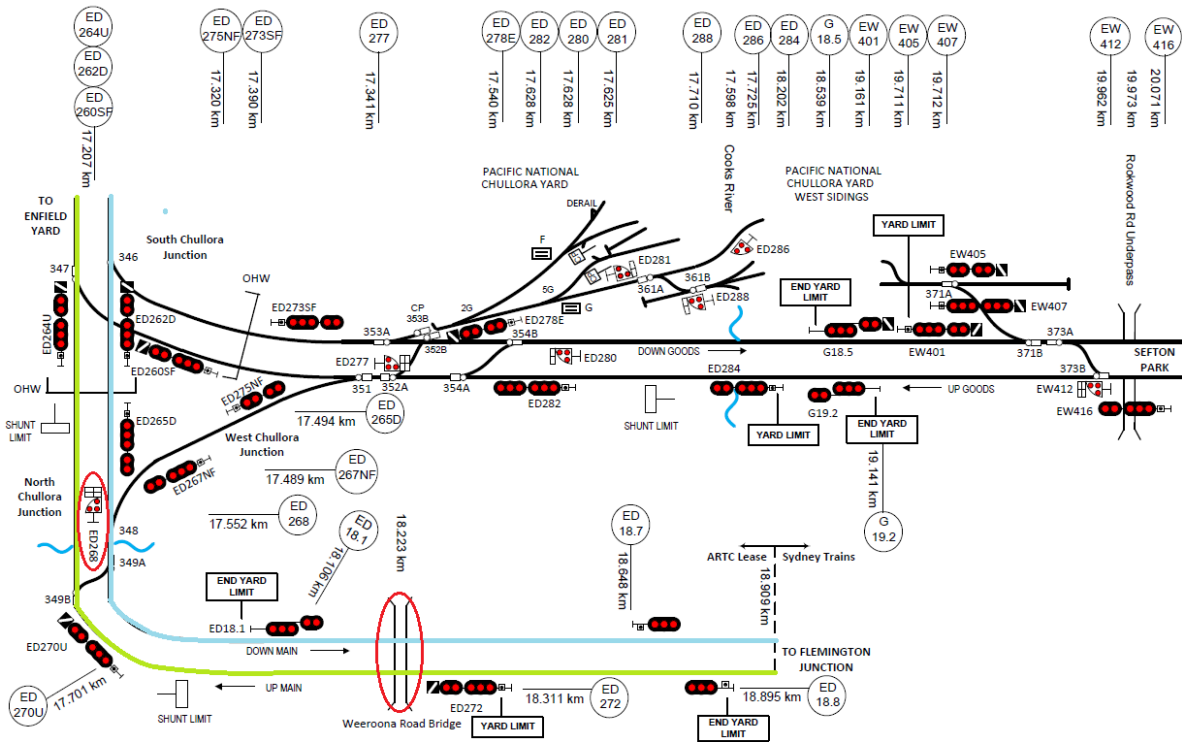 ED
264U
ED
262D
ED
260SF
17.207 km
ED
275NF
17.320 km
ED
273SF
17.390 km
ED
277
17.341 km
ED
278E
17.540 km
ED
282
17.628 km
ED
280
17.628 km
ED
281
17.625 km
ED
288
17.710 km
17.598 km
ED
286
17.725 km
ED
284
18.202 km
G
18.5
18.539 km
EW
401
19.161 km
EW
405
19.711 km
EW
407
19.712 km
EW
412
19.962 km
19.973 km
EW
416
20.071 km
TO
ENFIELD
YARD
South Chullora
Junction
PACIFIC NATIONAL
CHULLORA YARD
DERAIL
Cooks River
PACIFIC NATIONAL
CHULLORA YARD
WEST SIDINGS
YARD LIMIT
Rookwood Rd Underpass
347
346
OHW
F
ED281
ED286
EW405
361A
361B
371A
ED264U
ED262D
ED273SF
CP
353B
2G
5G
G
ED288
END YARD
LIMIT
EW407
353A
352B
ED278E
354B
373A
ED260SF
ED277
ED280
DOWN GOODS
G18.5
EW401
371B
SEFTON
PARK
OHW
ED275NF
351
352A
354A
ED282
ED284
UP GOODS
373B
EW412
SHUNT
LIMIT
ED265D
17.494 km
ED
265D
SHUNT LIMIT
YARD LIMIT
G19.2
END YARD
LIMIT
EW416
West Chullora
Junction
ED267NF
17.489 km
ED
267NF
19.141 km
North
Chullora
Junction
ED268
348
17.552 km
ED
268
ED
18.1
18.106 km
18.223 km
ED
18.7
18.648 km
G
19.2
349A
ARTC Lease
Sydney Trains
18.909 km
349B
END YARD
LIMIT
ED18.1
DOWN MAIN
ED270U
TO FLEMINGTON
JUNCTION
ED
270U
17.701 km
UP MAIN
SHUNT LIMIT
Weeroona Road Bridge
ED272
18.311 km
ED
272
YARD LIMIT
18.895 km
ED
18.8
END YARD
LIMIT